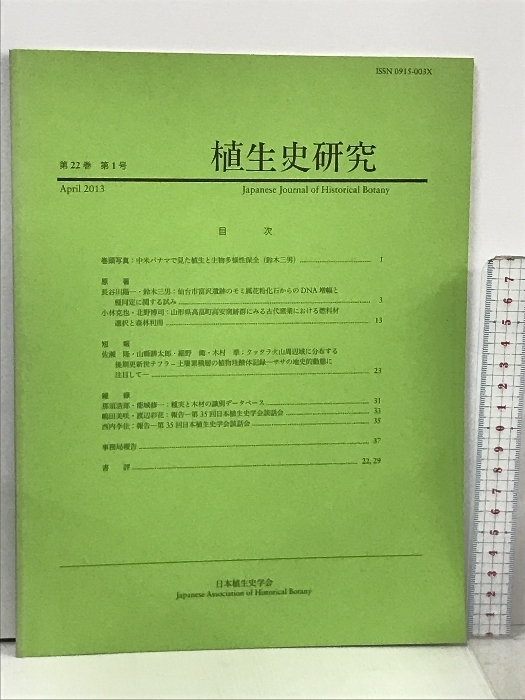 ISSN 0915-003X
第22巻 第1号
植生史研究
April 2013
Japanese Journal of Historical Botany
目 次
巻頭写真:中米パナマで見た植生と生物多様性保全(鈴木三男) 1
原 著
長谷川陽一・鈴木三男:仙台市富沢遺跡のモミ属花粉化石からのDNA増幅と
種同定に関する試み 3
小林克也・北野博司:山形県高畠町高安窯跡群にみる古代窯業における燃料材
選択と森林利用 13
短 報
佐瀬 隆・山縣耕太郎・細野 衛・木村 準:クッタラ火山周辺域に分布する
後期更新世テフラ-土壌累積層の植物珪酸体記録―ササの地史的動態に
注目して― 23
雑 録
那須浩郎・能城修一:種実と木材の識別データベース 31
嶋田美咲・渡辺彩花:報告―第35回日本植生史学会談話会 33
西内李佳:報告―第35回日本植生史学会談話会 35
事務局報告 37
書 評 22, 29
日本植生史学会
Japanese Association of Historical Botany